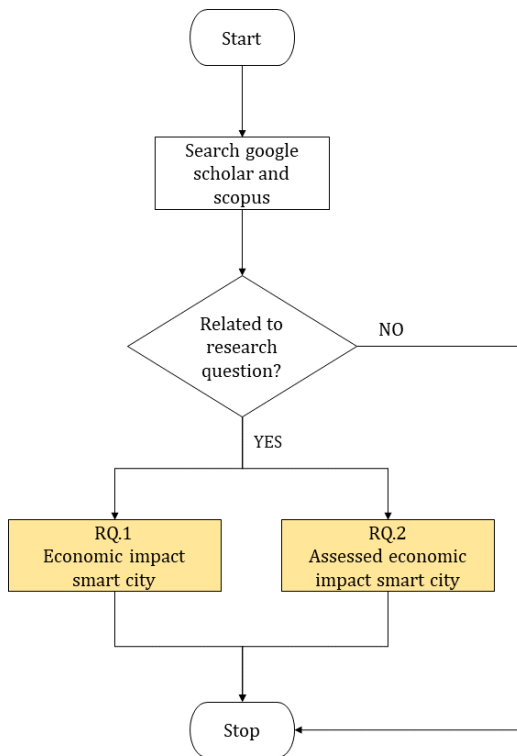 Start
Search google
scholar and
scopus
Related to
research
question?
NO
YES
RQ.1
Economic impact
smart city
RQ.2
Assessed economic
impact smart city
Stop